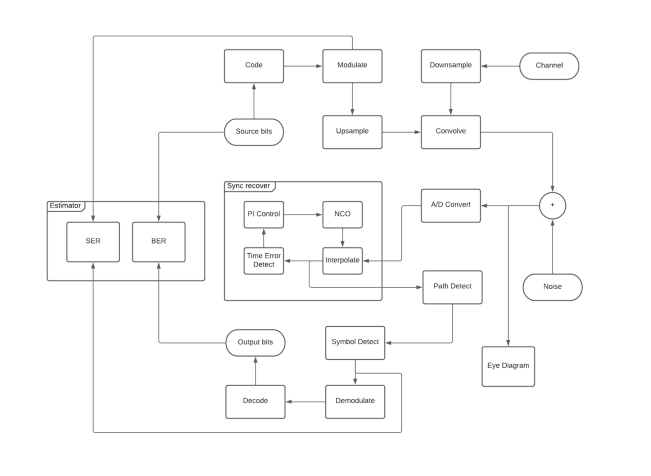 Code
Modulate
Downsample
Channel
Source bits
Upsample
Convolve
Sync recover
Estimator
PI Control
NCO
A/D Convert
+
SER
BER
Time Error
Detect
Interpolate
Path Detect
Noise
Output bits
Symbol Detect
Eye Diagram
Decode
Demodulate